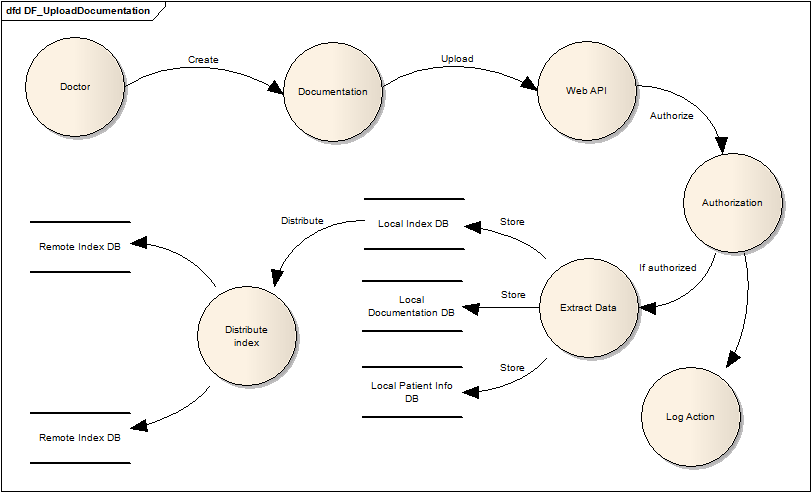 dfd DF_UploadDocumentation
Create
Upload
Doctor
Documentation
Web API
Authorize
Authorization
Distribute
Local Index DB
Store
Remote Index DB
If authorized
Store
Local
Documentation DB
Extract Data
Distribute
index
Store
Local Patient Info
DB
Log Action
Remote Index DB